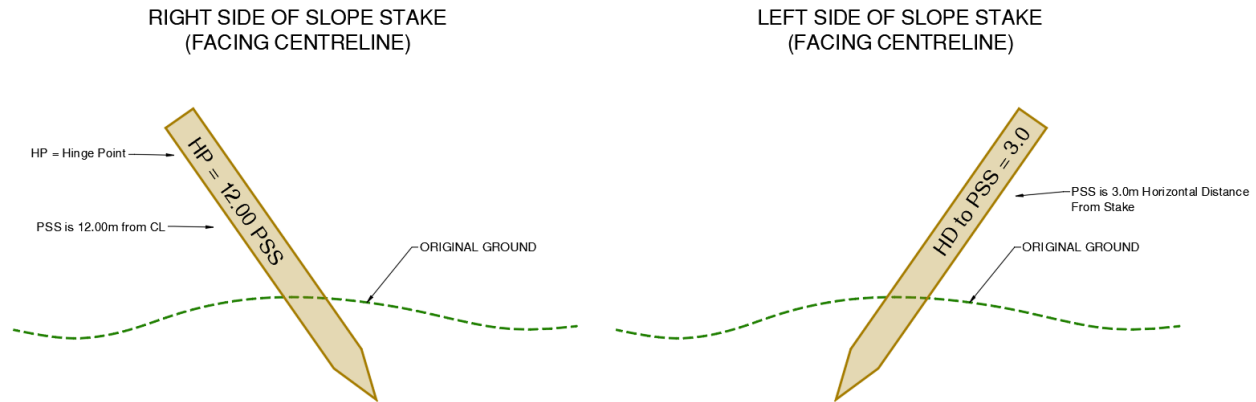 RIGHT SIDE OF SLOPE STAKE
(FACING CENTRELINE)
HP = Hinge Point
PSS is 12.00m from CL
HP = 12.00 PSS
ORIGINAL GROUND
LEFT SIDE OF SLOPE STAKE
(FACING CENTRELINE)
HD to PSS = 3.0
PSS is 3.0m Horizontal Distance
From Stake
ORIGINAL GROUND